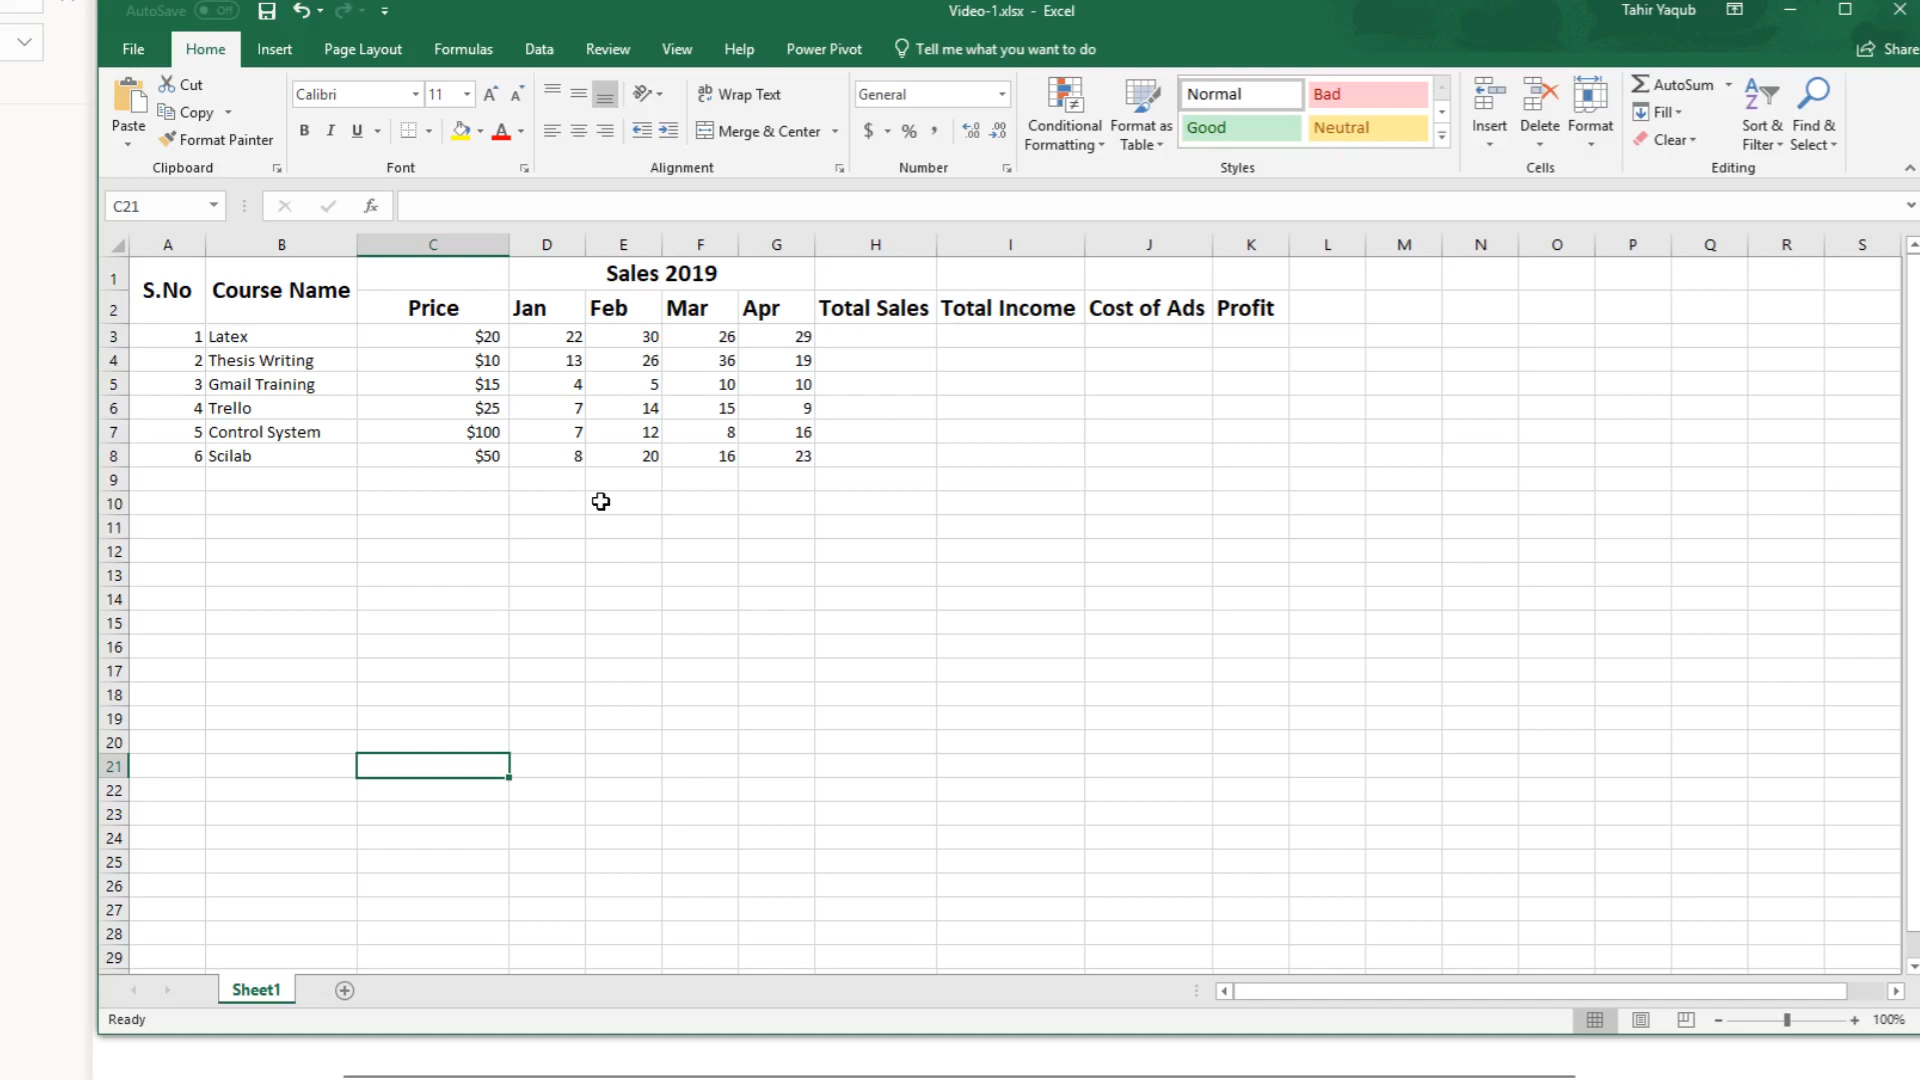 AutoSave Off Video-1.xlsx - Excel Tahir Yaqub
File Home Insert Page Layout Formulas Data Review View Help Power Pivot Tell me what you want to do Share
Paste Cut Copy Format Painter Clipboard
Calibri 11 B I U Font
Wrap Text Merge & Center Alignment
General $ % , Number
Conditional Formatting Format as Table Normal Bad Good Neutral Styles
Insert Delete Format Cells
AutoSum Fill Clear Sort & Filter Find & Select Editing
C21 fx
A B C D E F G H I J K L M N O P Q R S
1 S.No Course Name Sales 2019
2 Price Jan Feb Mar Apr Total Sales Total Income Cost of Ads Profit
3 1 Latex $20 22 30 26 29
4 2 Thesis Writing $10 13 26 36 19
5 3 Gmail Training $15 4 5 10 10
6 4 Trello $25 7 14 15 9
7 5 Control System $100 7 12 8 16
8 6 Scilab $50 8 20 16 23
9
10
11
12
13
14
15
16
17
18
19
20
21
22
23
24
25
26
27
28
29
Sheet1
Ready 100%